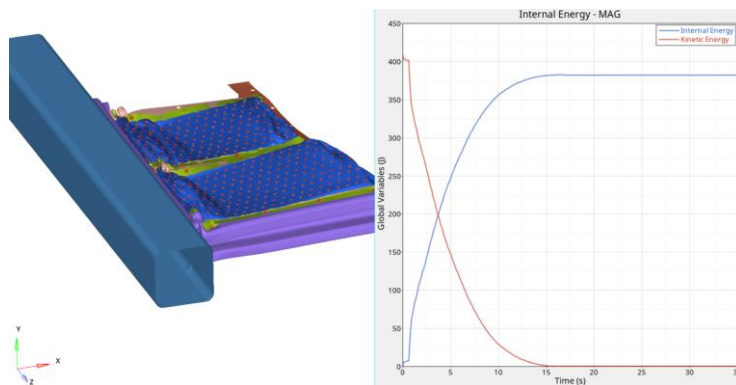 Internal Energy - MAG
450
Internal Energy
Kinetic Energy
400
350
300
250
Global Variables (J)
200
150
100
50
0
0 5 10 15 20 25 30 35
Time (s)
Y
X
Z